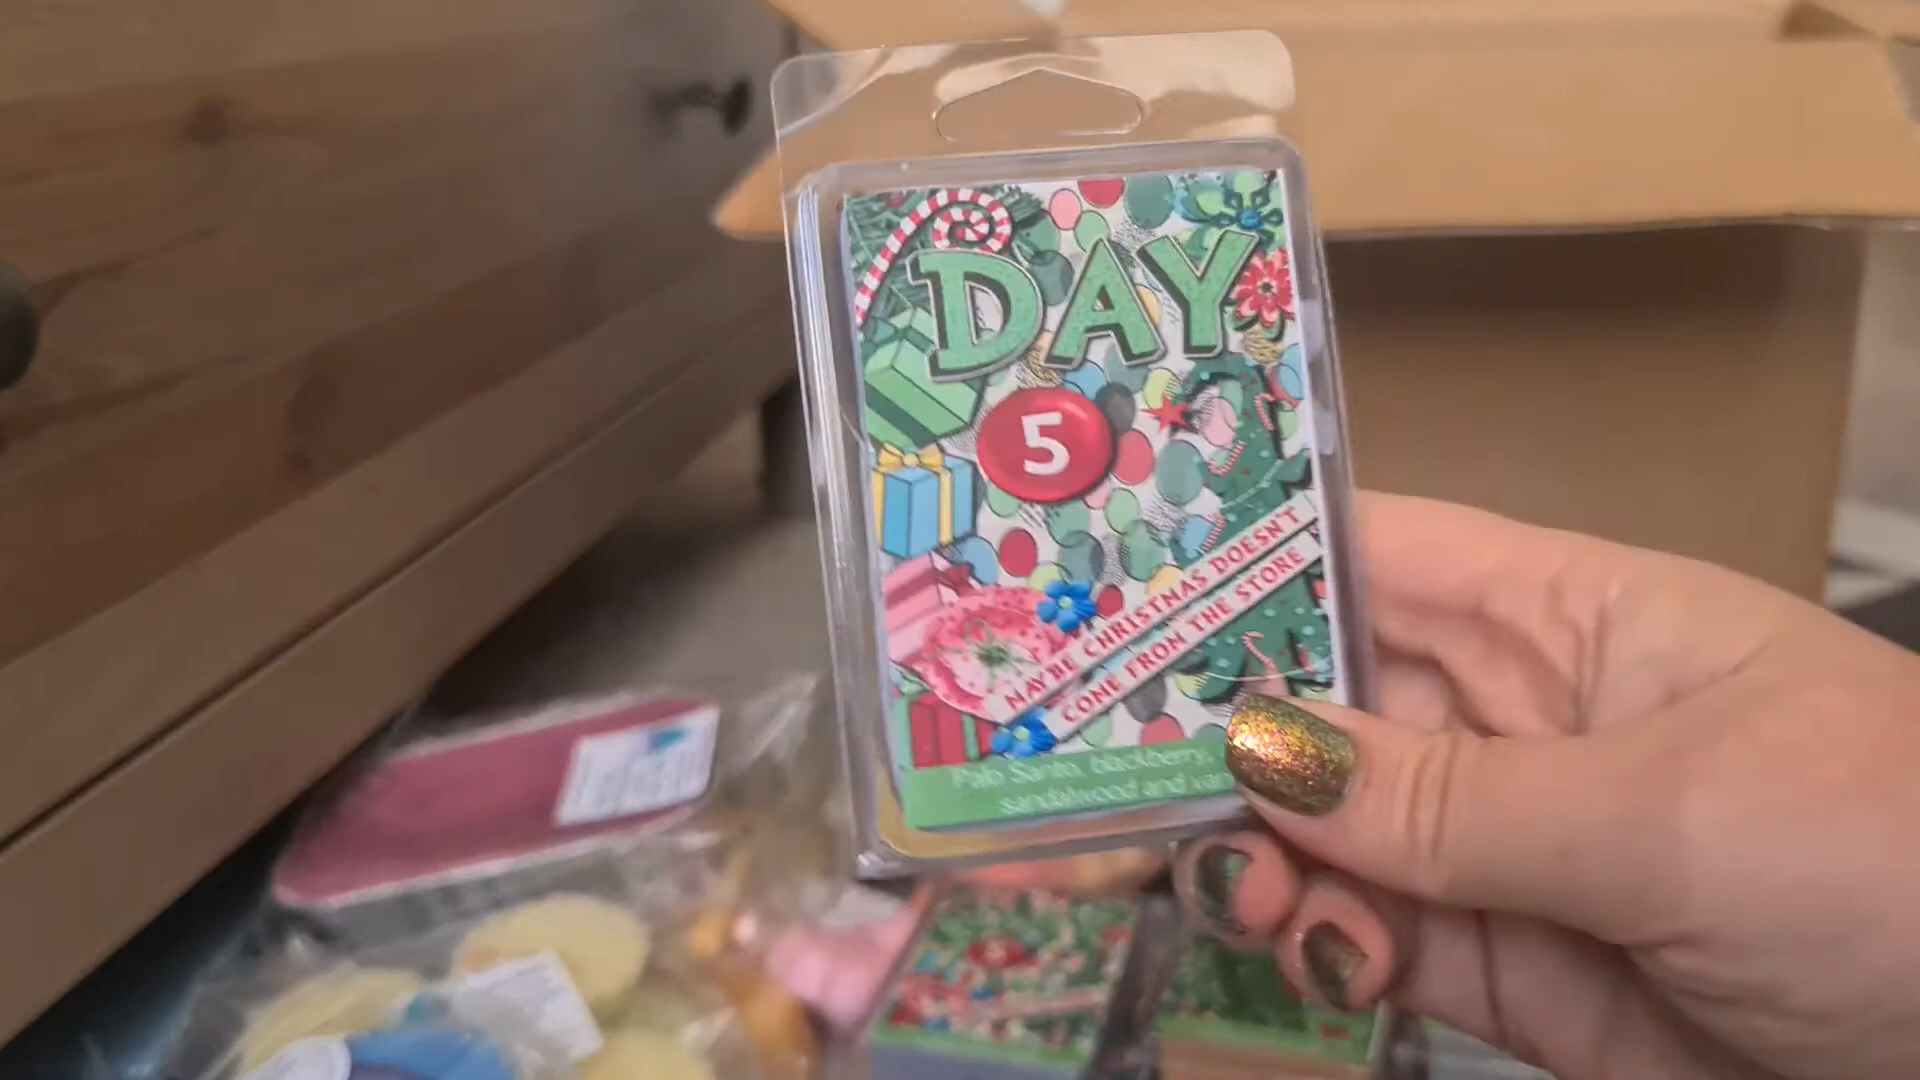 DAY
5
MAYBE CHRISTMAS DOESN'T
COME FROM THE STORE
Palo Santo, blackberry,
sandalwood and